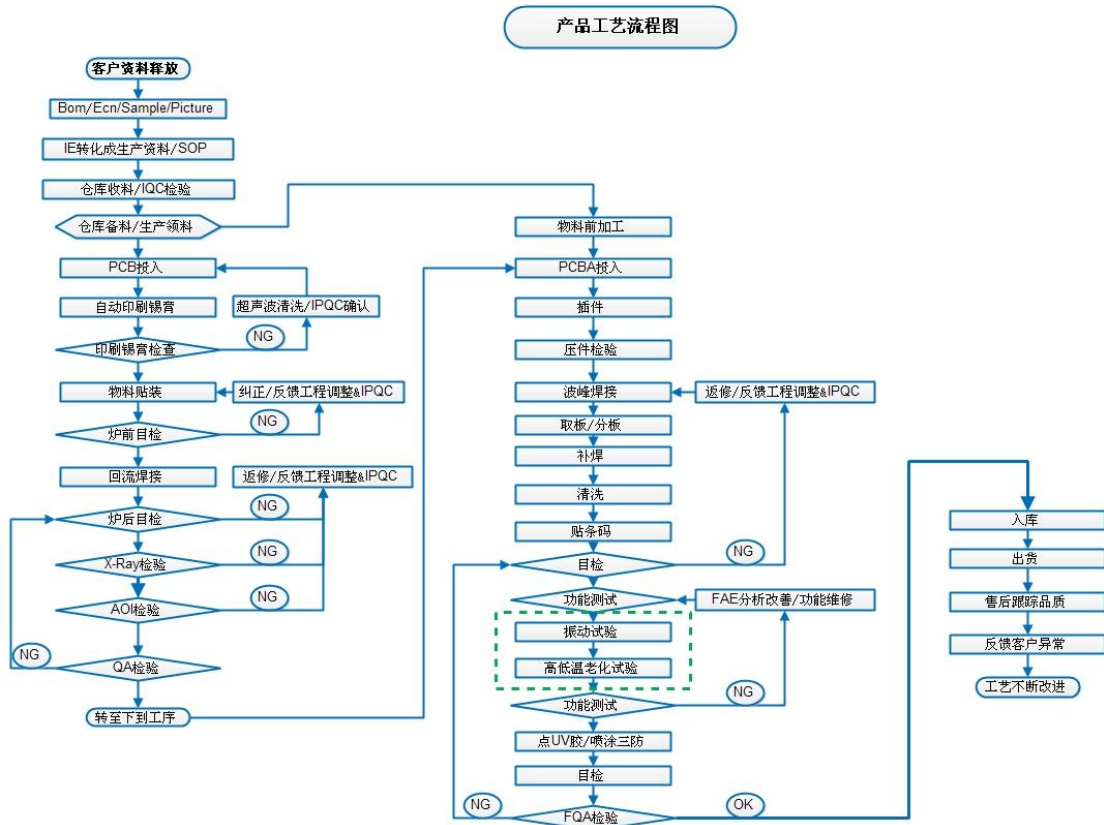 产品工艺流程图
客户资料释放
Bom/Ecn/Sample/Picture
IE转化成生产资料/SOP
仓库收料/IQC检验
仓库备料/生产领料
PCB投入
自动印刷锡膏
超声波清洗/IPQC确认
印刷锡膏检查
NG
物料贴装
纠正/反馈工程调整&IPQC
炉前目检
NG
回流焊接
返修/反馈工程调整&IPQC
炉后目检
NG
X-Ray检验
NG
AOI检验
NG
QA检验
NG
转至下到工序
物料前加工
PCBA投入
插件
压件检验
波峰焊接
返修/反馈工程调整&IPQC
取板/分板
补焊
清洗
贴条码
目检
NG
功能测试
FAE分析改善/功能维修
振动试验
高低温老化试验
功能测试
NG
点UV胶/喷涂三防
目检
FQA检验
NG
OK
入库
出货
售后跟踪品质
反馈客户异常
工艺不断改进